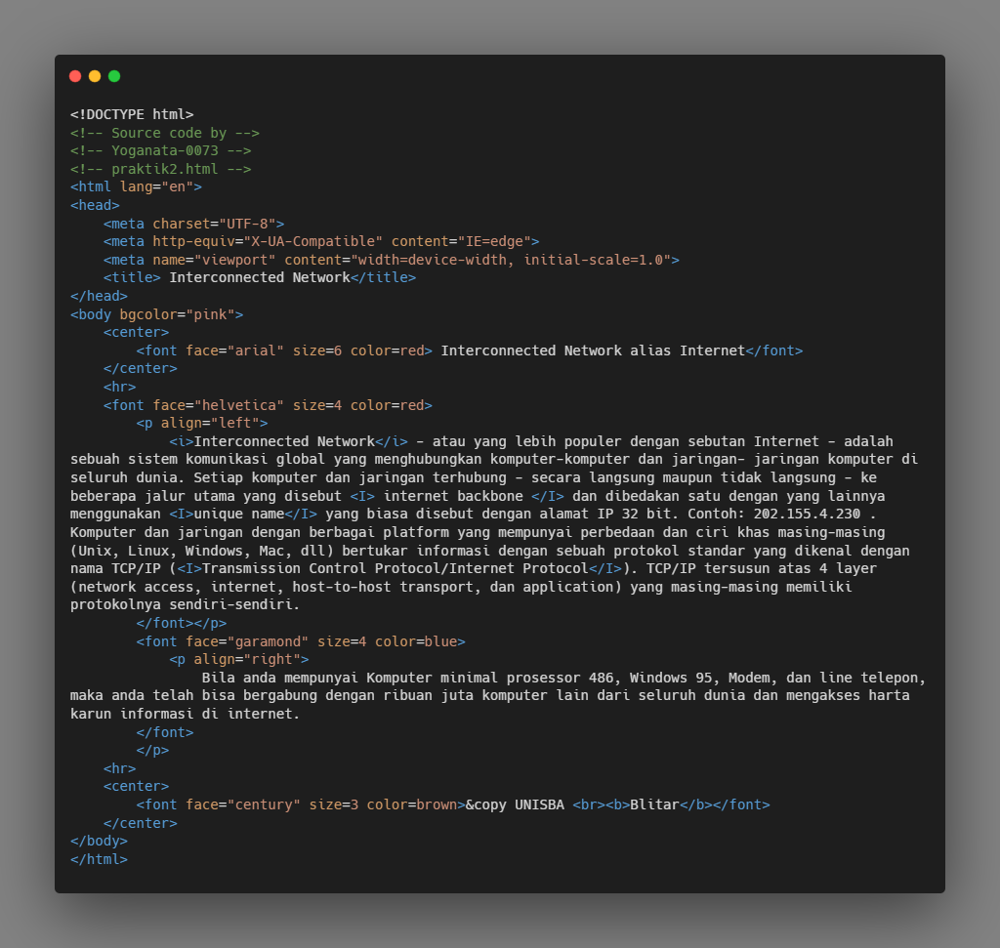 <!DOCTYPE html>
<!-- Source code by -->
<!-- Yoganata-0073 -->
<!-- praktik2.html -->
<html lang="en">
<head>
    <meta charset="UTF-8">
    <meta http-equiv="X-UA-Compatible" content="IE=edge">
    <meta name="viewport" content="width=device-width, initial-scale=1.0">
    <title> Interconnected Network</title>
</head>
<body bgcolor="pink">
    <center>
        <font face="arial" size=6 color=red> Interconnected Network alias Internet</font>
    </center>
    <hr>
    <font face="helvetica" size=4 color=red>
        <p align="left">
            <i>Interconnected Network</i> - atau yang lebih populer dengan sebutan Internet - adalah
sebuah sistem komunikasi global yang menghubungkan komputer-komputer dan jaringan- jaringan komputer di
seluruh dunia. Setiap komputer dan jaringan terhubung - secara langsung maupun tidak langsung - ke
beberapa jalur utama yang disebut <I> internet backbone </I> dan dibedakan satu dengan yang lainnya
menggunakan <I>unique name</I> yang biasa disebut dengan alamat IP 32 bit. Contoh: 202.155.4.230 .
Komputer dan jaringan dengan berbagai platform yang mempunyai perbedaan dan ciri khas masing-masing
(Unix, Linux, Windows, Mac, dll) bertukar informasi dengan sebuah protokol standar yang dikenal dengan
nama TCP/IP (<I>Transmission Control Protocol/Internet Protocol</I>). TCP/IP tersusun atas 4 layer
(network access, internet, host-to-host transport, dan application) yang masing-masing memiliki
protokolnya sendiri-sendiri.
        </font></p>
        <font face="garamond" size=4 color=blue>
            <p align="right">
                Bila anda mempunyai Komputer minimal prosessor 486, Windows 95, Modem, dan line telepon,
maka anda telah bisa bergabung dengan ribuan juta komputer lain dari seluruh dunia dan mengakses harta
karun informasi di internet.
        </font>
        </p>
    <hr>
    <center>
        <font face="century" size=3 color=brown>&copy UNISBA <br><b>Blitar</b></font>
    </center>
</body>
</html>